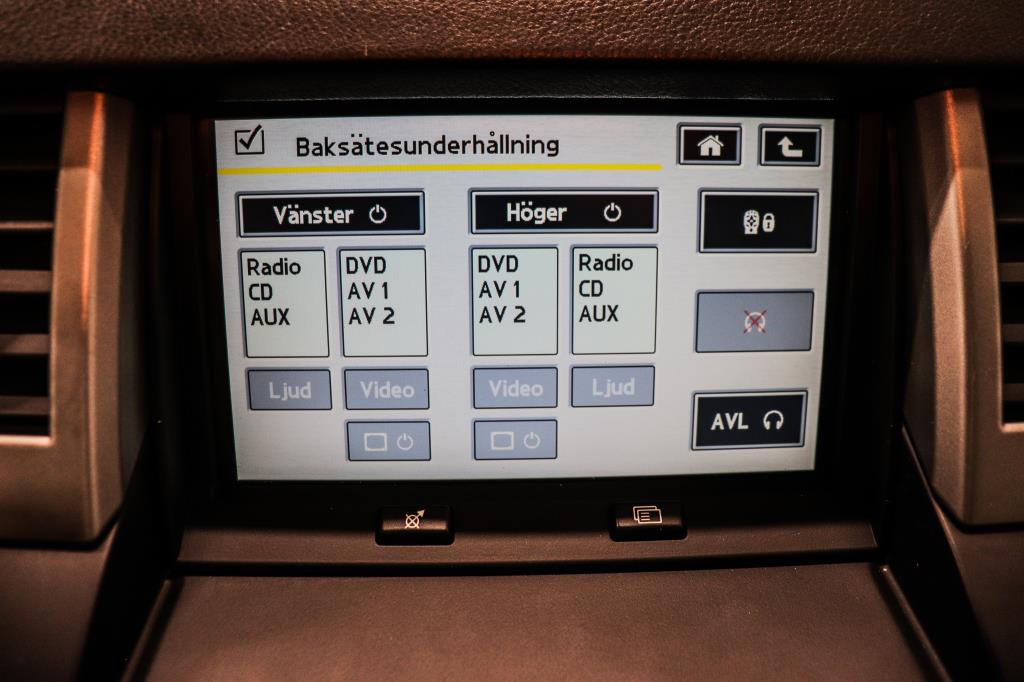 Baksätesunderhållning
Vänster
Höger
Radio
CD
AUX
DVD
AV 1
AV 2
DVD
AV 1
AV 2
Radio
CD
AUX
Ljud
Video
Video
Ljud
AVL